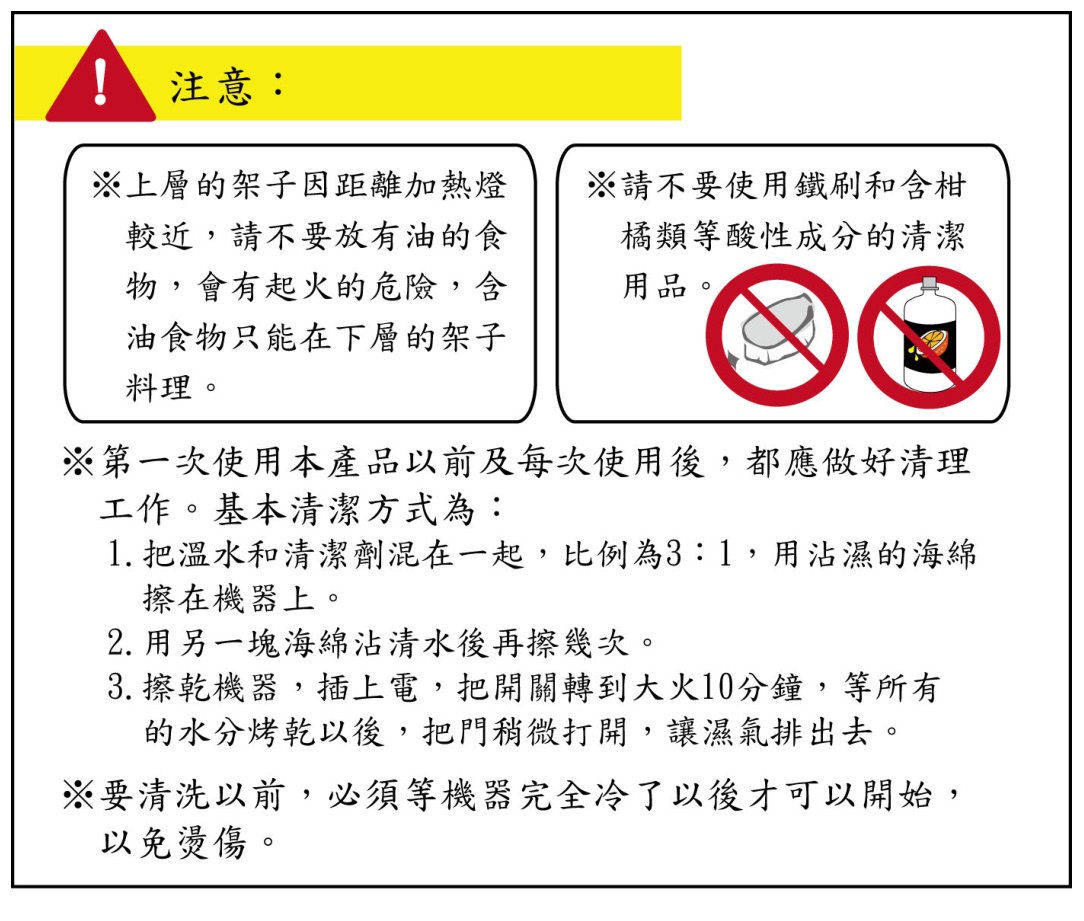 注意：
※上層的架子因距離加熱燈
較近，請不要放有油的食
物，會有起火的危險，含
油食物只能在下層的架子
料理。
※請不要使用鐵刷和含柑
橘類等酸性成分的清潔
用品。
※第一次使用本產品以前及每次使用後，都應做好清理
工作。基本清潔方式為：
1.把溫水和清潔劑混在一起，比例為3：1，用沾濕的海綿
擦在機器上。
2.用另一塊海綿沾清水後再擦幾次。
3.擦乾機器，插上電，把開關轉到大火10分鐘，等所有
的水分烤乾以後，把門稍微打開，讓濕氣排出去。
※要清洗以前，必須等機器完全冷了以後才可以開始，
以免燙傷。